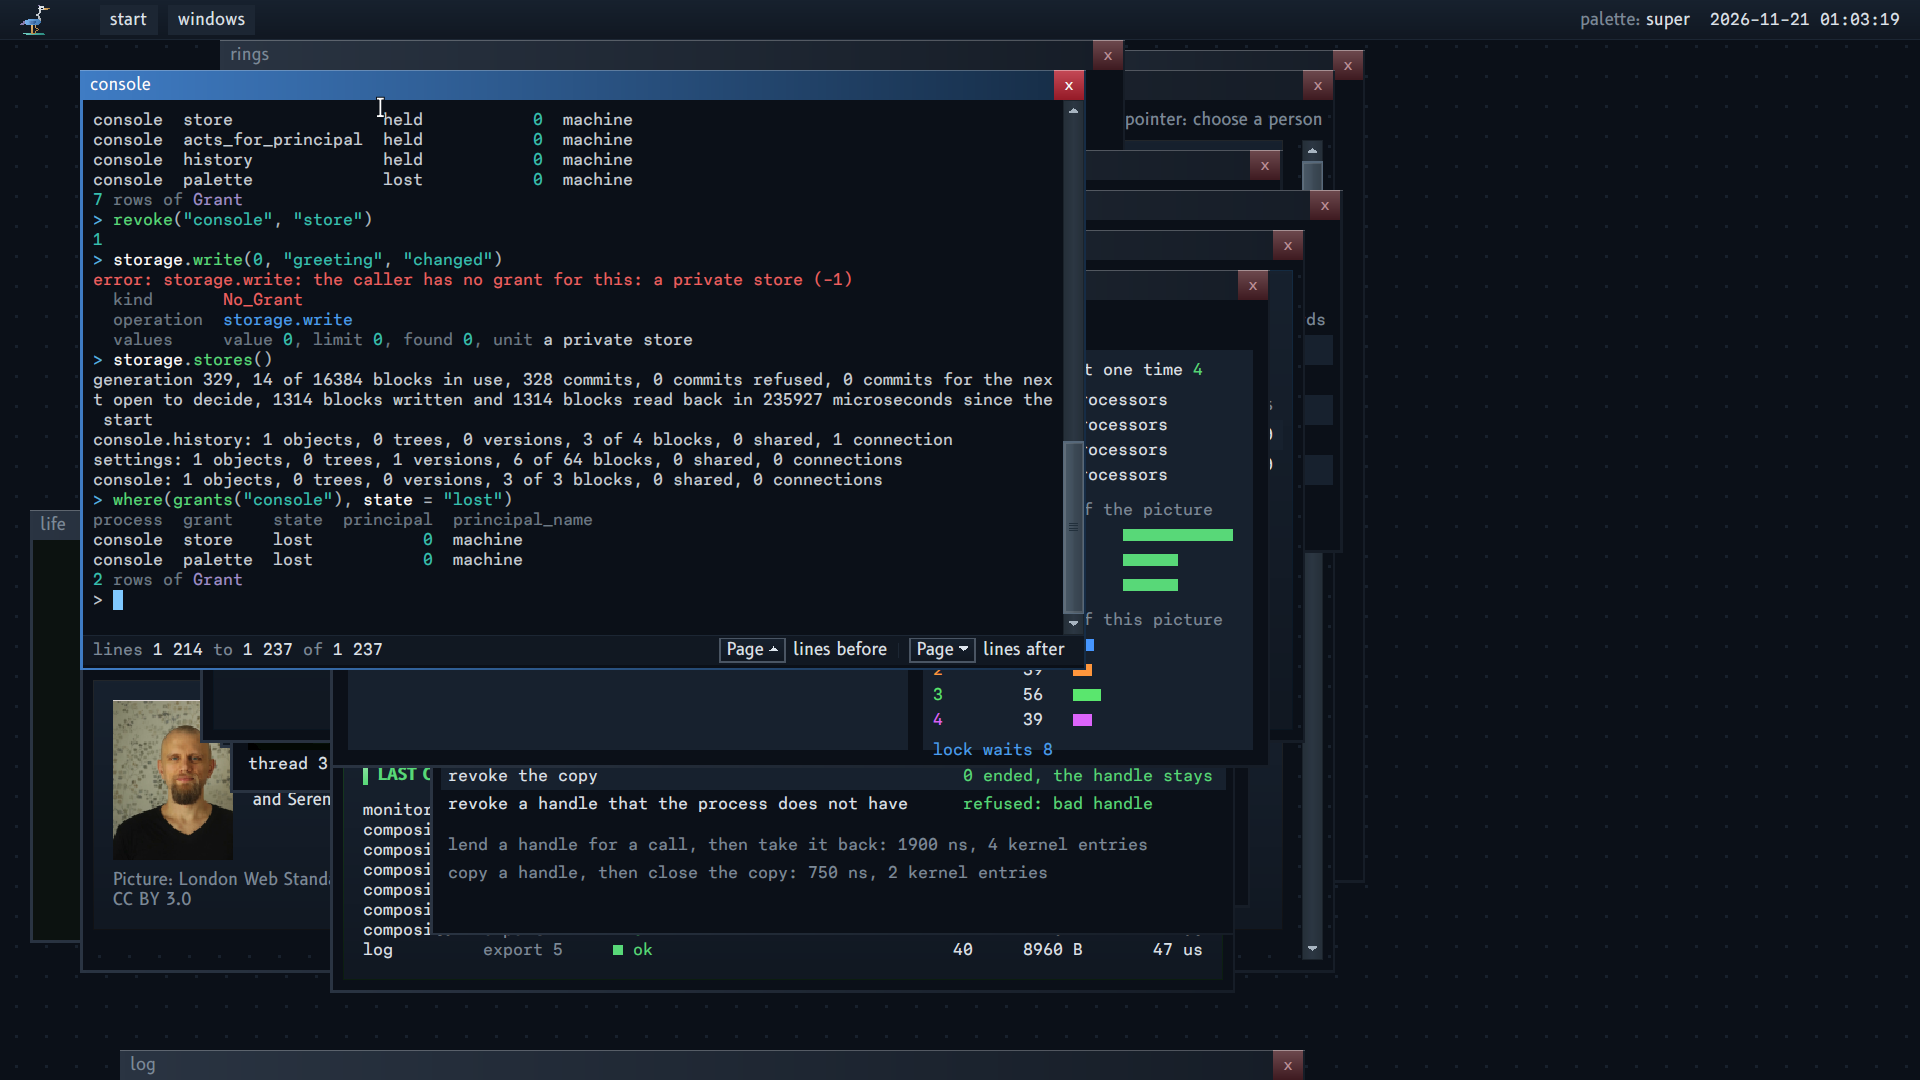 start windows palette: super 2026-11-21 01:03:19
rings x
x
console x
x
pointer: choose a person
console store held 0 machine
console acts_for_principal held 0 machine
console history held 0 machine
console palette lost 0 machine
7 rows of Grant
> revoke("console", "store")
1
> storage.write(0, "greeting", "changed")
error: storage.write: the caller has no grant for this: a private store (-1)
kind No_Grant
operation storage.write
values value 0, limit 0, found 0, unit a private store
> storage.stores()
generation 329, 14 of 16384 blocks in use, 328 commits, 0 commits refused, 0 commits for the nex
t open to decide, 1314 blocks written and 1314 blocks read back in 235927 microseconds since the
start
console.history: 1 objects, 0 trees, 0 versions, 3 of 4 blocks, 0 shared, 1 connection
settings: 1 objects, 0 trees, 1 versions, 6 of 64 blocks, 0 shared, 0 connections
console: 1 objects, 0 trees, 0 versions, 3 of 3 blocks, 0 shared, 0 connections
> where(grants("console"), state = "lost")
process grant state principal principal_name
console store lost 0 machine
console palette lost 0 machine
2 rows of Grant
>
lines 1 214 to 1 237 of 1 237 Page lines before Page lines after
x
x
x
x
ds
t one time 4
ocessors
ocessors
ocessors
ocessors
f the picture
f this picture
3 56
4 39
lock waits 8
life
thread 3
and Seren
Picture: London Web Standa
CC BY 3.0
LAST C
revoke the copy 0 ended, the handle stays
revoke a handle that the process does not have refused: bad handle
lend a handle for a call, then take it back: 1900 ns, 4 kernel entries
copy a handle, then close the copy: 750 ns, 2 kernel entries
monitor
composi
composi
composi
composi
composi
composi
log export 5 ok 40 8960 B 47 us
log x